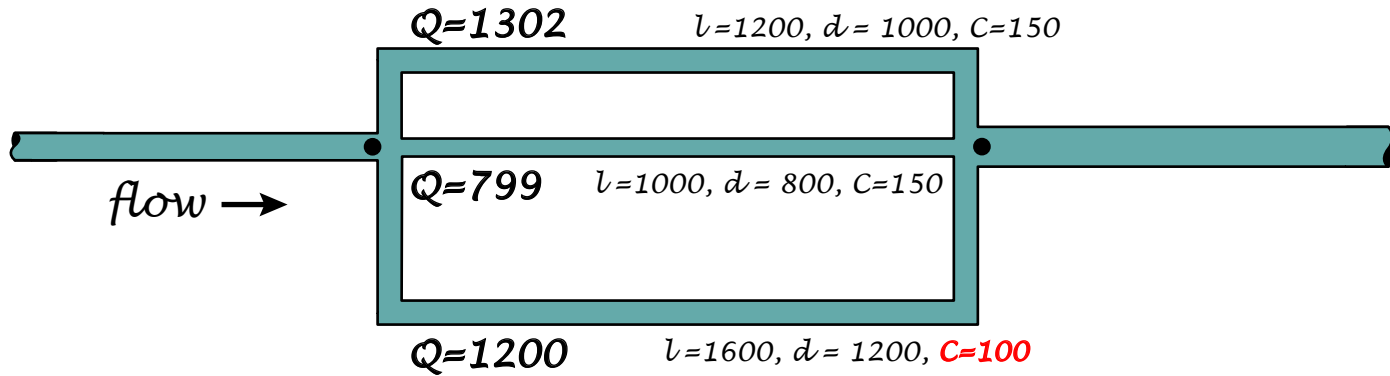 Q=1302
l=1200, d = 1000, C=150
flow
Q=799
l=1000, d = 800, C=150
Q=1200
l=1600, d = 1200, C=100